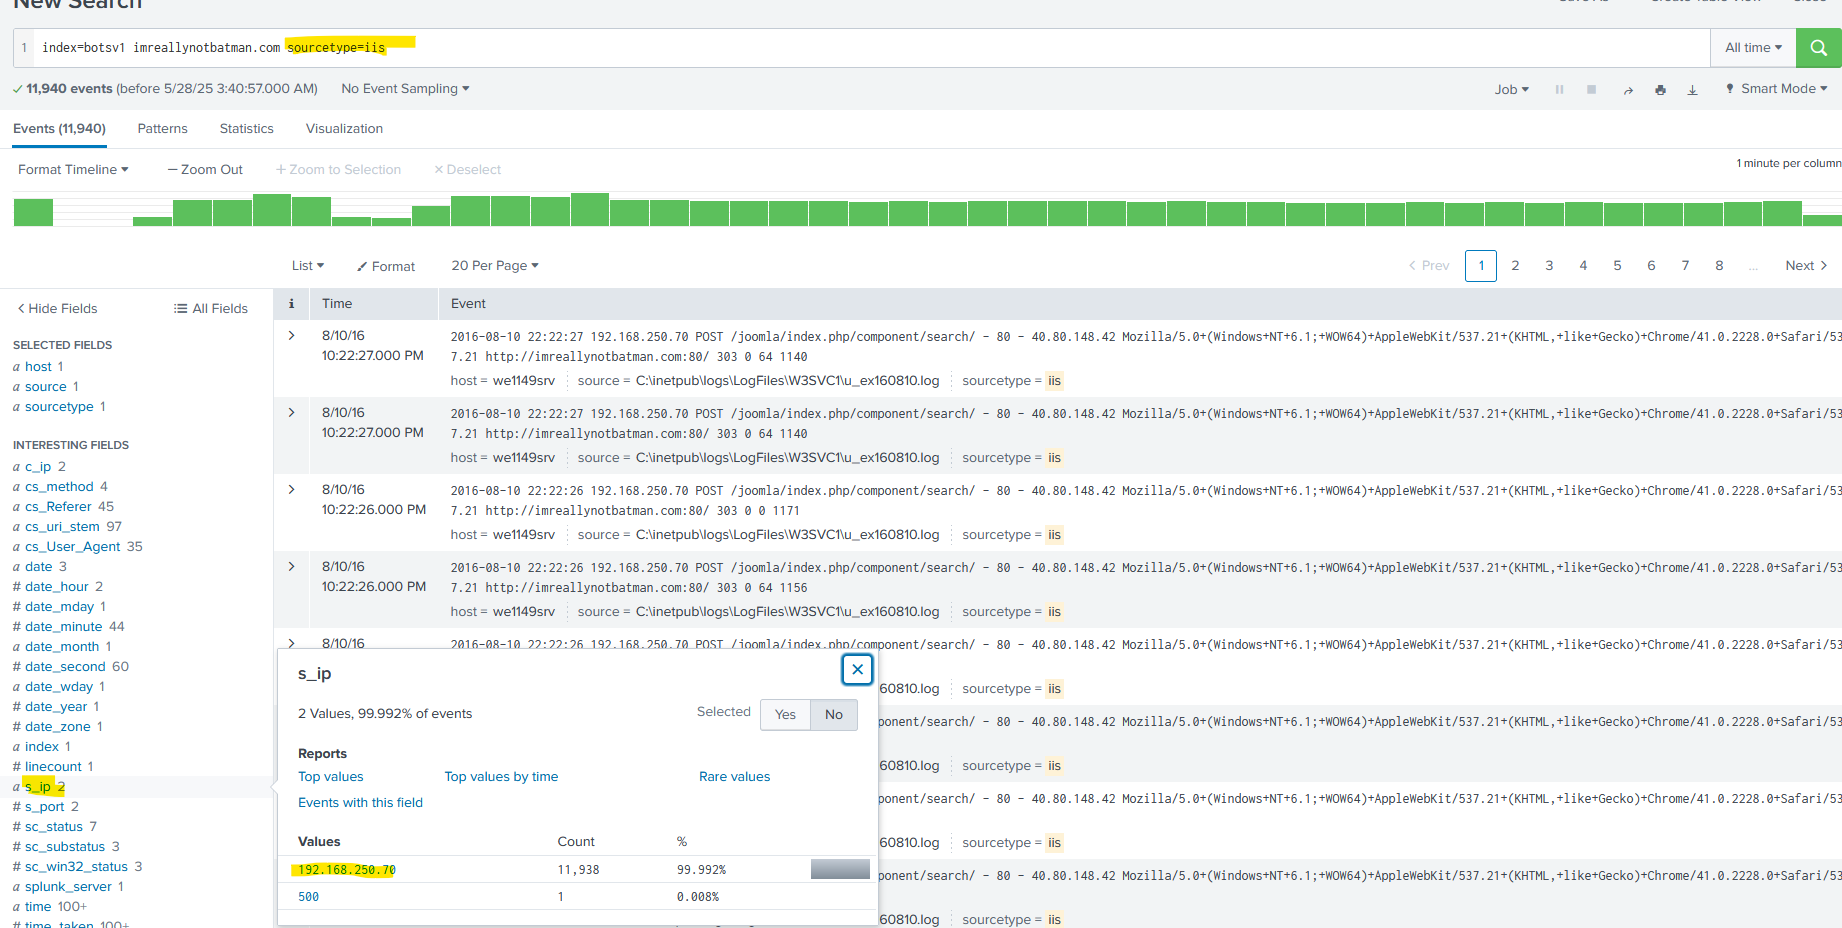 New Search
Save As Create Table View Close
1 index=botsv1 imreallynotbatman.com sourcetype=iis
All time
11,940 events (before 5/28/25 3:40:57.000 AM) No Event Sampling
Job Smart Mode
Events (11,940) Patterns Statistics Visualization
Format Timeline — Zoom Out + Zoom to Selection × Deselect
1 minute per column
List Format 20 Per Page
< Prev 1 2 3 4 5 6 7 8 ... Next >
< Hide Fields All Fields
i Time Event
SELECTED FIELDS
a host 1
a source 1
a sourcetype 1
INTERESTING FIELDS
a c_ip 2
a cs_method 4
a cs_Referer 45
a cs_uri_stem 97
a cs_User_Agent 35
a date 3
# date_hour 2
# date_mday 1
# date_minute 44
a date_month 1
# date_second 60
a date_wday 1
# date_year 1
# date_zone 1
a index 1
# linecount 1
a s_ip 2
# s_port 2
# sc_status 7
# sc_substatus 3
# sc_win32_status 3
a splunk_server 1
a time 100+
# time_taken 100+
8/10/16
10:22:27.000 PM
2016-08-10 22:22:27 192.168.250.70 POST /joomla/index.php/component/search/ - 80 - 40.80.148.42 Mozilla/5.0+(Windows+NT+6.1;+WOW64)+AppleWebKit/537.21+(KHTML,+like+Gecko)+Chrome/41.0.2228.0+Safari/53
7.21 http://imreallynotbatman.com:80/ 303 0 64 1140
host = we1149srv source = C:\inetpub\logs\LogFiles\W3SVC1\u_ex160810.log sourcetype = iis
8/10/16
10:22:27.000 PM
2016-08-10 22:22:27 192.168.250.70 POST /joomla/index.php/component/search/ - 80 - 40.80.148.42 Mozilla/5.0+(Windows+NT+6.1;+WOW64)+AppleWebKit/537.21+(KHTML,+like+Gecko)+Chrome/41.0.2228.0+Safari/53
7.21 http://imreallynotbatman.com:80/ 303 0 64 1140
host = we1149srv source = C:\inetpub\logs\LogFiles\W3SVC1\u_ex160810.log sourcetype = iis
8/10/16
10:22:26.000 PM
2016-08-10 22:22:26 192.168.250.70 POST /joomla/index.php/component/search/ - 80 - 40.80.148.42 Mozilla/5.0+(Windows+NT+6.1;+WOW64)+AppleWebKit/537.21+(KHTML,+like+Gecko)+Chrome/41.0.2228.0+Safari/53
7.21 http://imreallynotbatman.com:80/ 303 0 0 1171
host = we1149srv source = C:\inetpub\logs\LogFiles\W3SVC1\u_ex160810.log sourcetype = iis
8/10/16
10:22:26.000 PM
2016-08-10 22:22:26 192.168.250.70 POST /joomla/index.php/component/search/ - 80 - 40.80.148.42 Mozilla/5.0+(Windows+NT+6.1;+WOW64)+AppleWebKit/537.21+(KHTML,+like+Gecko)+Chrome/41.0.2228.0+Safari/53
7.21 http://imreallynotbatman.com:80/ 303 0 64 1156
host = we1149srv source = C:\inetpub\logs\LogFiles\W3SVC1\u_ex160810.log sourcetype = iis
8/10/16
2016-08-10 22:22:26 192.168.250.70 POST /joomla/index.php/component/search/ - 80 - 40.80.148.42 Mozilla/5.0+(Windows+NT+6.1;+WOW64)+AppleWebKit/537.21+(KHTML,+like+Gecko)+Chrome/41.0.2228.0+Safari/53
60810.log sourcetype = iis
ponent/search/ - 80 - 40.80.148.42 Mozilla/5.0+(Windows+NT+6.1;+WOW64)+AppleWebKit/537.21+(KHTML,+like+Gecko)+Chrome/41.0.2228.0+Safari/53
60810.log sourcetype = iis
ponent/search/ - 80 - 40.80.148.42 Mozilla/5.0+(Windows+NT+6.1;+WOW64)+AppleWebKit/537.21+(KHTML,+like+Gecko)+Chrome/41.0.2228.0+Safari/53
60810.log sourcetype = iis
ponent/search/ - 80 - 40.80.148.42 Mozilla/5.0+(Windows+NT+6.1;+WOW64)+AppleWebKit/537.21+(KHTML,+like+Gecko)+Chrome/41.0.2228.0+Safari/53
60810.log sourcetype = iis
s_ip
2 Values, 99.992% of events Selected Yes No
Reports
Top values Top values by time Rare values
Events with this field
Values Count %
192.168.250.70 11,938 99.992%
500 1 0.008%